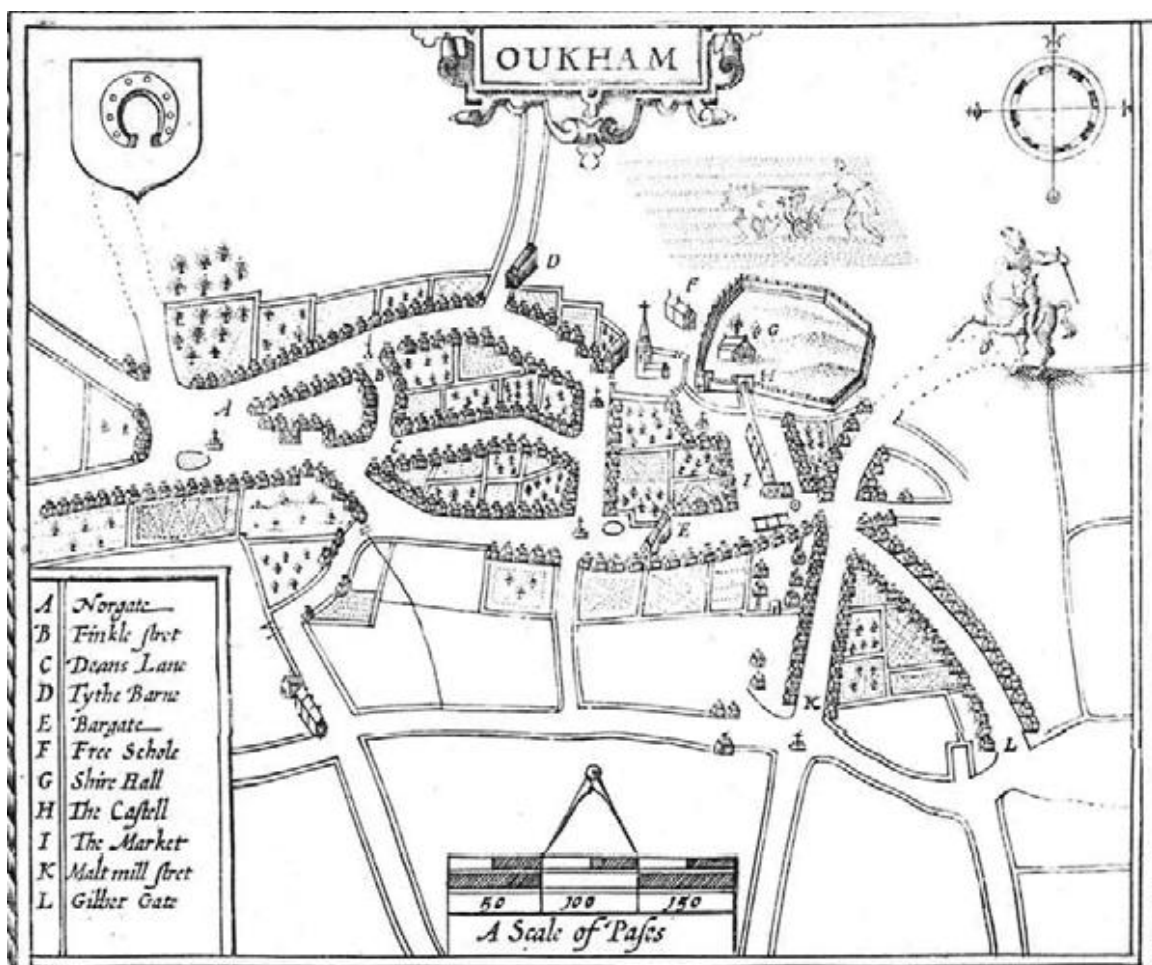 OUKHAM
D
F
G
A
H
A
C
I
E
A Norgate
B Finkle stret
C Deans Lane
D Tythe Barne
E Bargate
F Free Schole
G Shire Hall
H The Castell
I The Market
K Malt mill stret
L Gilber Gate
K
L
50 100 150
A Scale of Pases